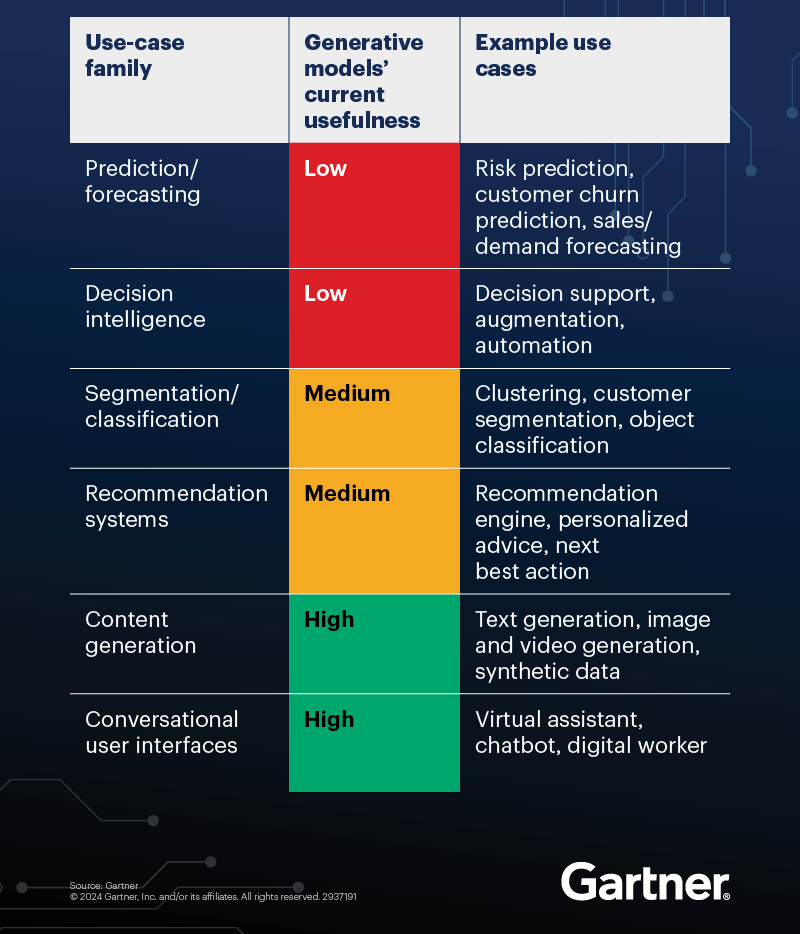 Use-case
family
Generative
models’
current
usefulness
Example use
cases
Prediction/
forecasting
Low
Risk prediction,
customer churn
prediction, sales/
demand forecasting
Decision
intelligence
Low
Decision support,
augmentation,
automation
Segmentation/
classification
Medium
Clustering, customer
segmentation, object
classification
Recommendation
systems
Medium
Recommendation
engine, personalized
advice, next
best action
Content
generation
High
Text generation, image
and video generation,
synthetic data
Conversational
user interfaces
High
Virtual assistant,
chatbot, digital worker
Source: Gartner
© 2024 Gartner, Inc. and/or its affiliates. All rights reserved. 2937191
Gartner®